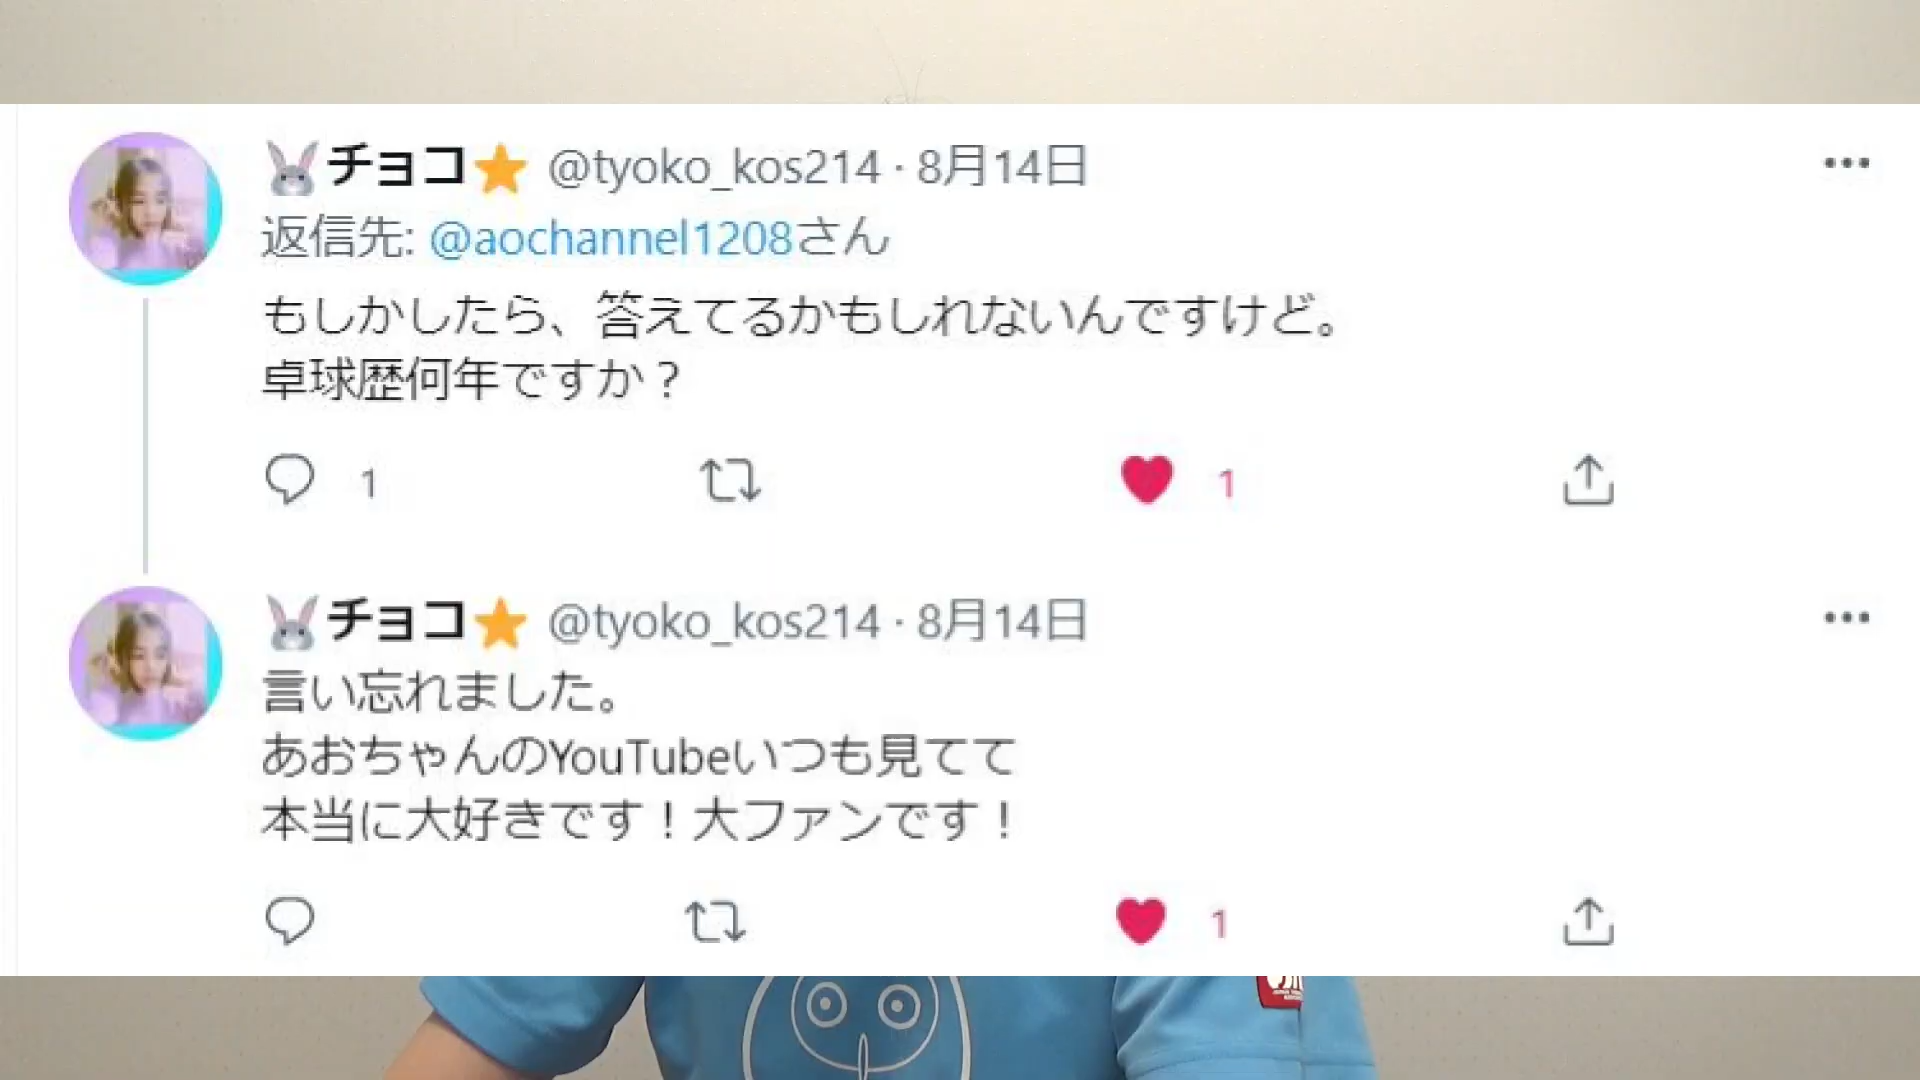 🐰チョコ⭐ @tyoko_kos214 · 8月14日
返信先: @aochannel1208さん
もしかしたら、答えてるかもしれないんですけど。
卓球歴何年ですか？
1 1
🐰チョコ⭐ @tyoko_kos214 · 8月14日
言い忘れました。
あおちゃんのYouTubeいつも見てて
本当に大好きです！大ファンです！
1